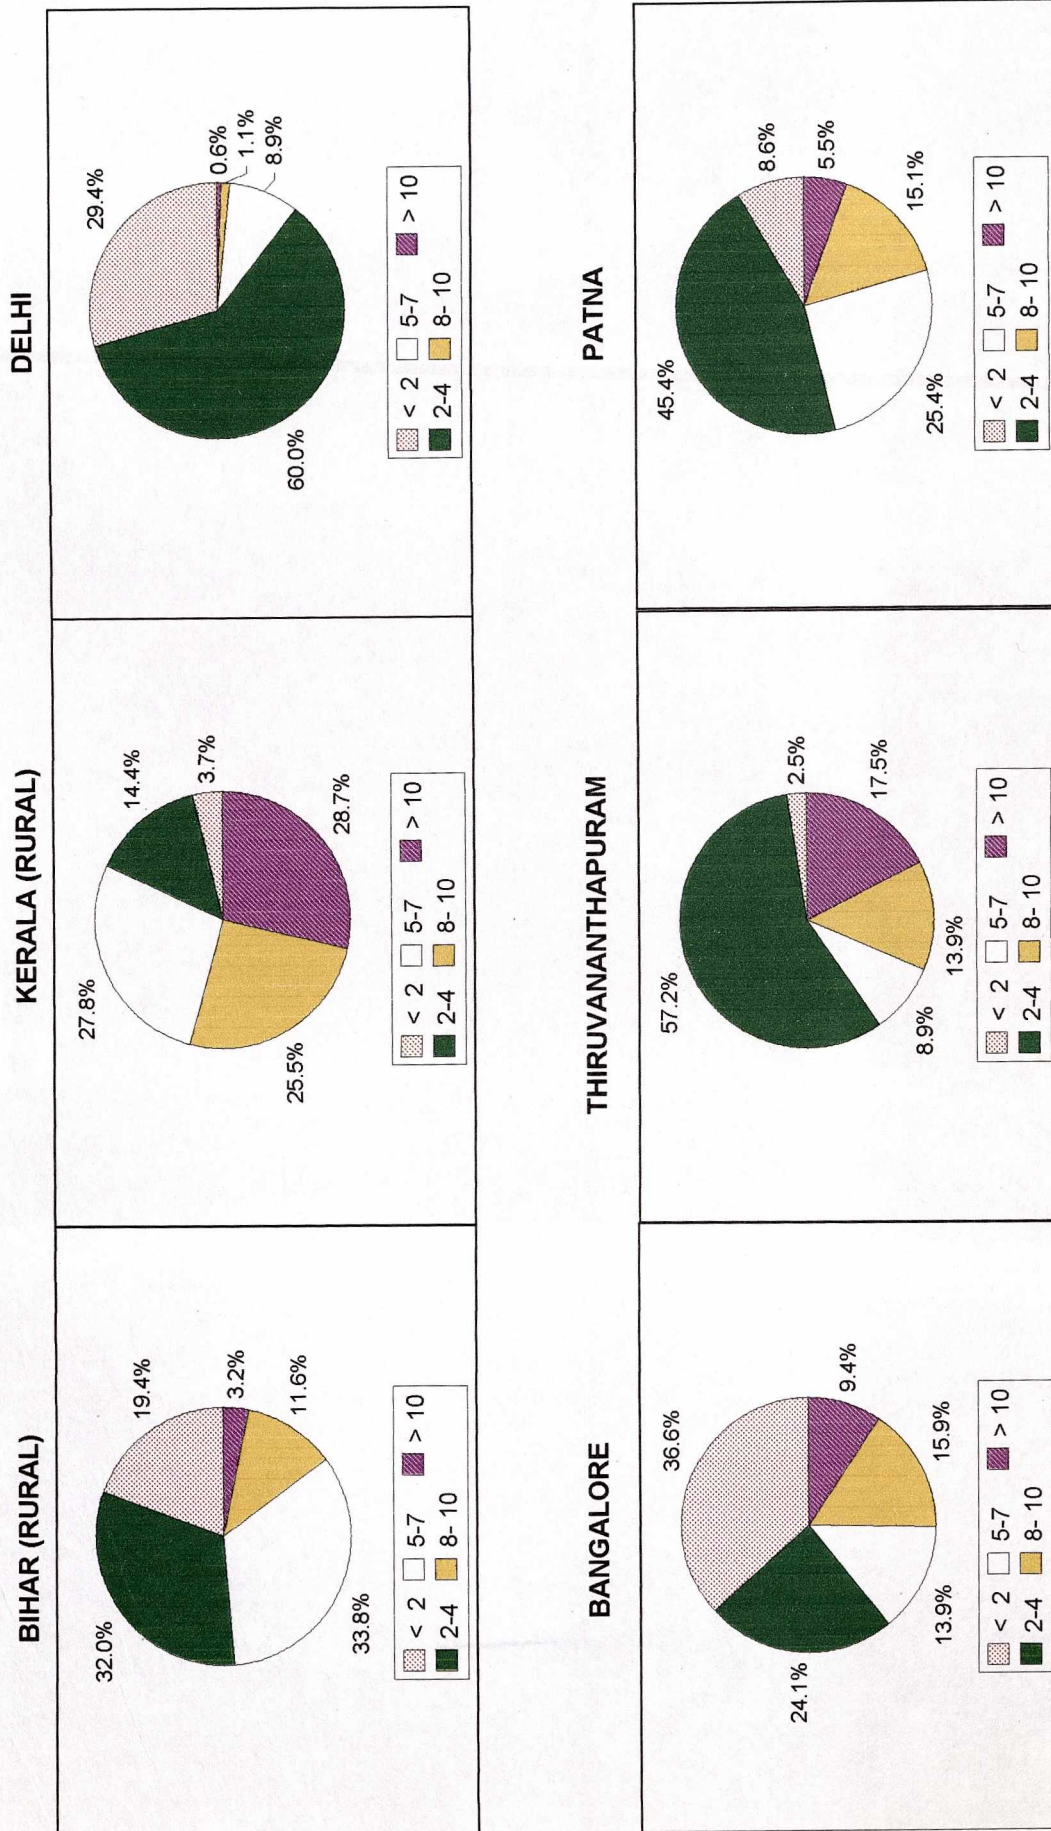 BIHAR (RURAL)
19.4%
3.2%
11.6%
33.8%
32.0%
< 2 5-7 > 10
2-4 8- 10
KERALA (RURAL)
14.4%
3.7%
28.7%
25.5%
27.8%
< 2 5-7 > 10
2-4 8- 10
DELHI
29.4%
0.6%
1.1%
8.9%
60.0%
< 2 5-7 > 10
2-4 8- 10
BANGALORE
36.6%
9.4%
15.9%
13.9%
24.1%
< 2 5-7 > 10
2-4 8- 10
THIRUVANANTHAPURAM
57.2%
2.5%
17.5%
13.9%
8.9%
< 2 5-7 > 10
2-4 8- 10
PATNA
45.4%
8.6%
5.5%
15.1%
25.4%
< 2 5-7 > 10
2-4 8- 10